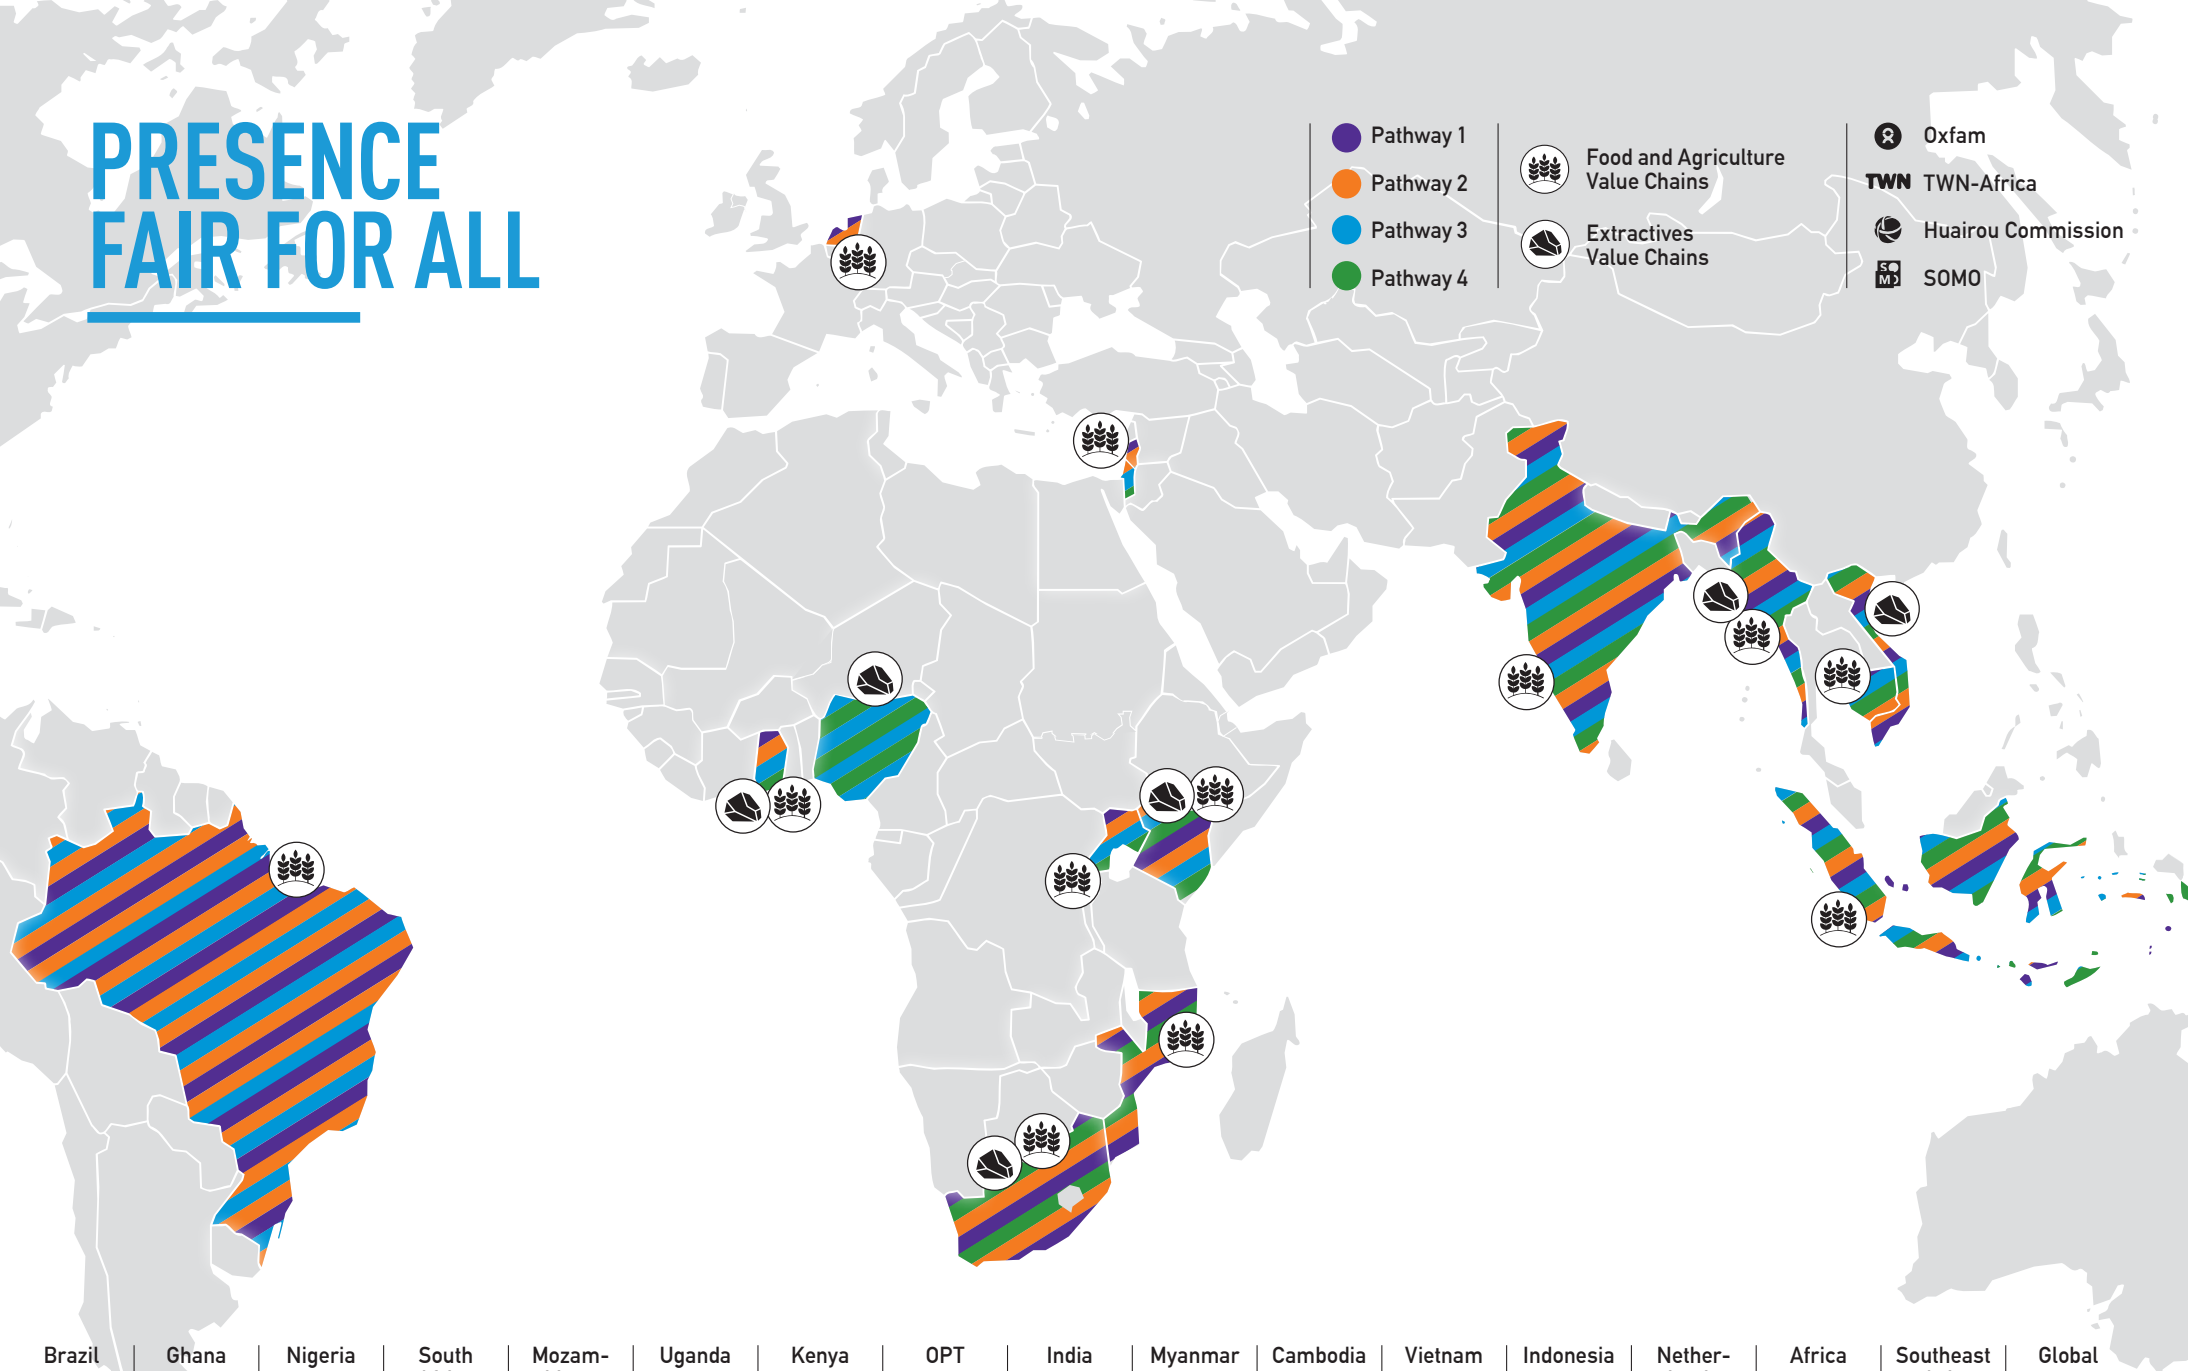 PRESENCE
FAIR FOR ALL
Pathway 1
Pathway 2
Pathway 3
Pathway 4
Food and Agriculture
Value Chains
Extractives
Value Chains
Oxfam
TWN TWN-Africa
Huairou Commission
SOMO SOMO
Brazil
Ghana
Nigeria
South
Mozam-
Uganda
Kenya
OPT
India
Myanmar
Cambodia
Vietnam
Indonesia
Nether-
Africa
Southeast
Global